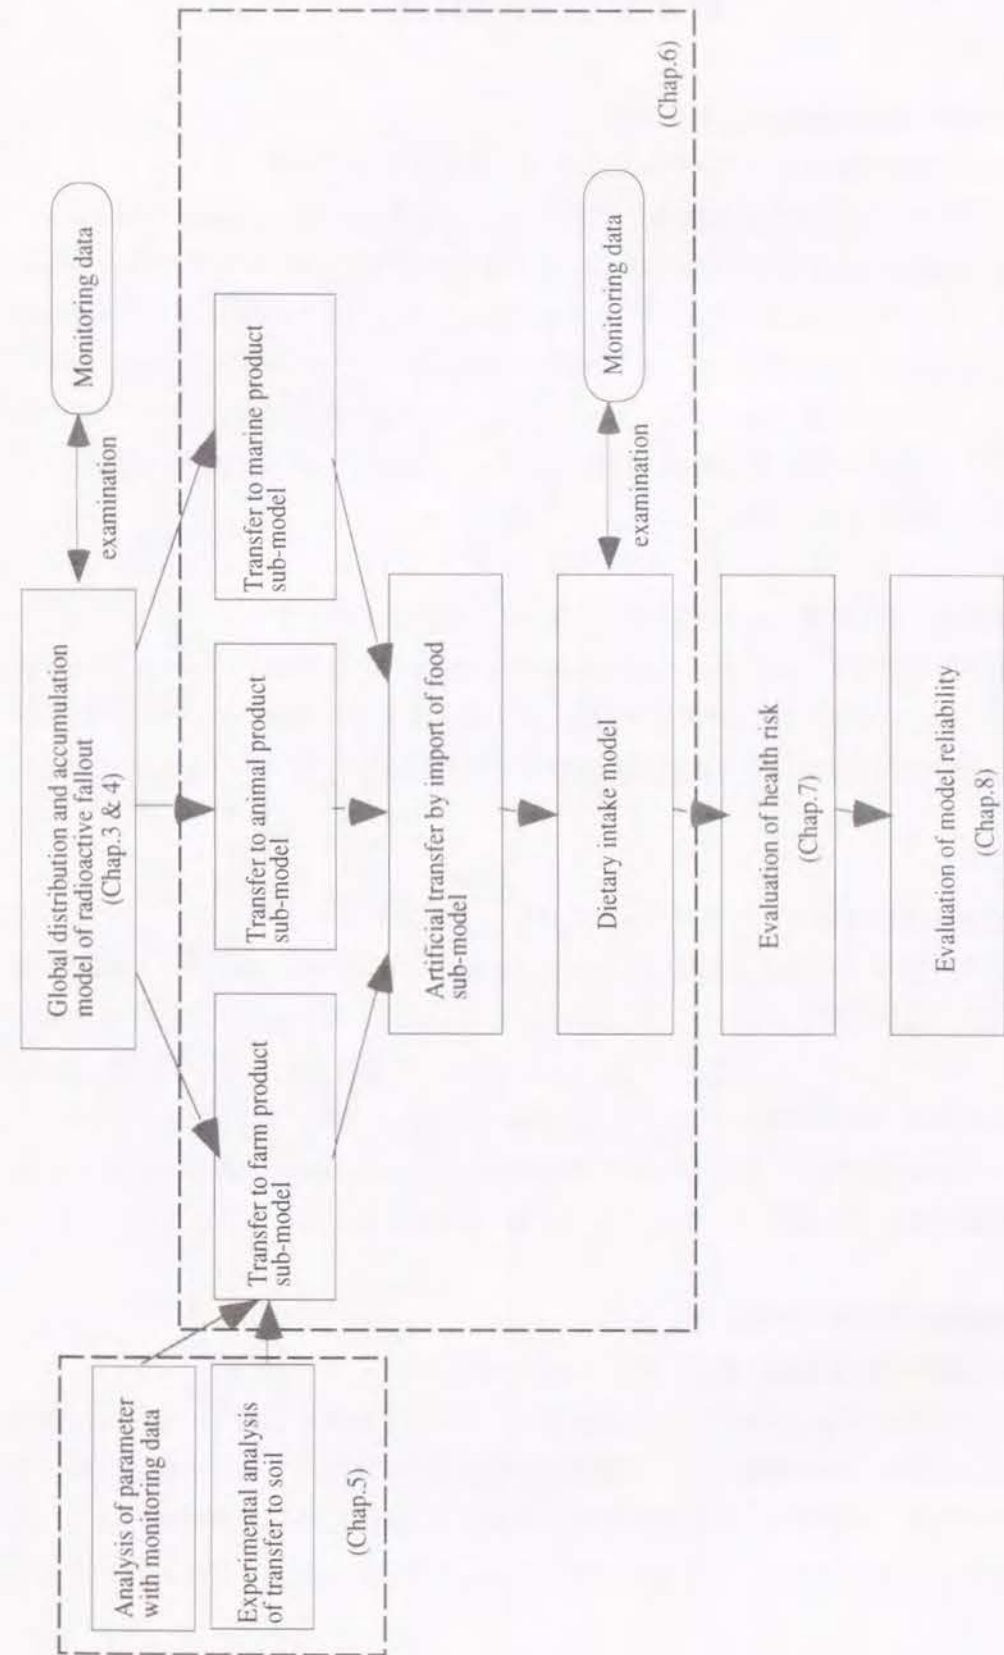 Global distribution and accumulation
model of radioactive fallout
(Chap.3 & 4)
examination
Monitoring data
Analysis of parameter
with monitoring data
Experimental analysis
of transfer to soil
(Chap.5)
Transfer to farm product
sub-model
Transfer to animal product
sub-model
Transfer to marine product
sub-model
Artificial transfer by import of food
sub-model
Dietary intake model
examination
Monitoring data
(Chap.6)
Evaluation of health risk
(Chap.7)
Evaluation of model reliability
(Chap.8)